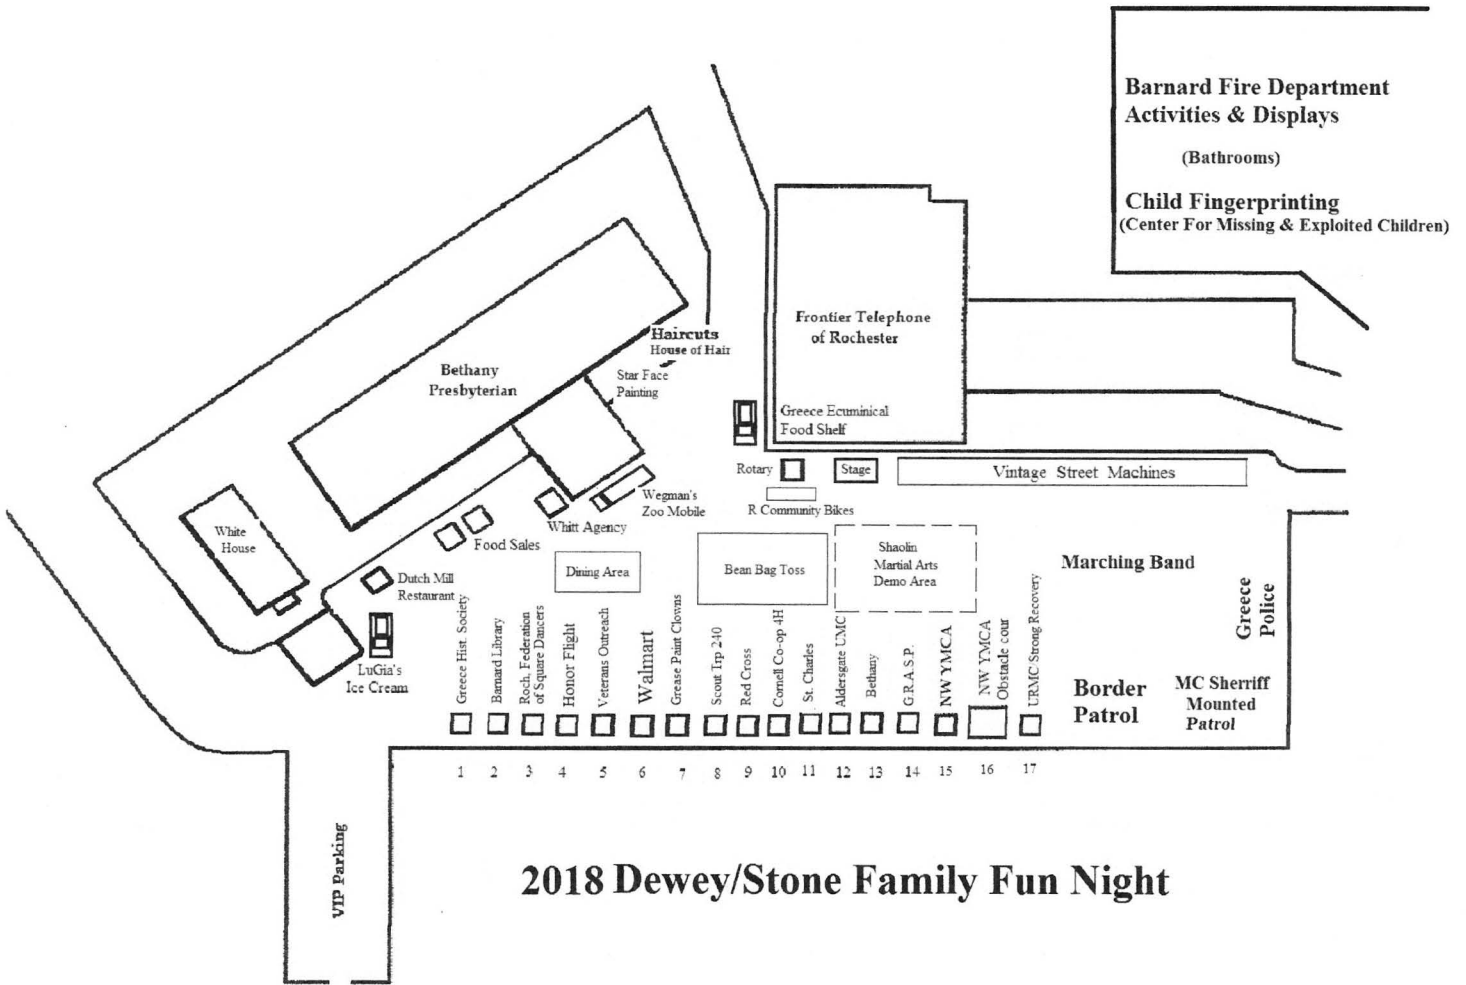 Barnard Fire Department
Activities & Displays
(Bathrooms)
Child Fingerprinting
(Center For Missing & Exploited Children)
Frontier Telephone
of Rochester
Haircuts
House of Hair
Bethany
Presbyterian
Star Face
Painting
Greece Ecuminical
Food Shelf
Rotary
Stage
Vintage Street Machines
Wegman's
Zoo Mobile
R Community Bikes
Whitt Agency
White
House
Food Sales
Dining Area
Bean Bag Toss
Shaolin
Martial Arts
Demo Area
Marching Band
Greece
Police
Dutch Mill
Restaurant
LuGia's
Ice Cream
Greece Hist. Society
Barnard Library
Roch. Federation
of Square Dancers
Honor Flight
Veterans Outreach
Walmart
Grease Paint Clowns
Scout Trp 240
Red Cross
Cornell Co-op 4H
St. Charles
Aldersgate UMC
Bethany
G.R.A.S.P.
NW YMCA
NW YMCA
Obstacle cour
URMC Strong Recovery
Border
Patrol
MC Sherriff
Mounted
Patrol
1 2 3 4 5 6 7 8 9 10 11 12 13 14 15 16 17
VIP Parking
2018 Dewey/Stone Family Fun Night